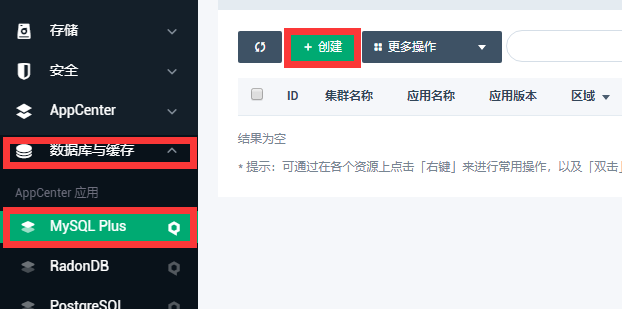 存储
安全
AppCenter
数据库与缓存
AppCenter 应用
MySQL Plus
RadonDB
PostgreSQL
+ 创建
更多操作
ID 集群名称 应用名称 应用版本 区域
结果为空
* 提示：可通过在各个资源上点击「右键」来进行常用操作，以及「双击」